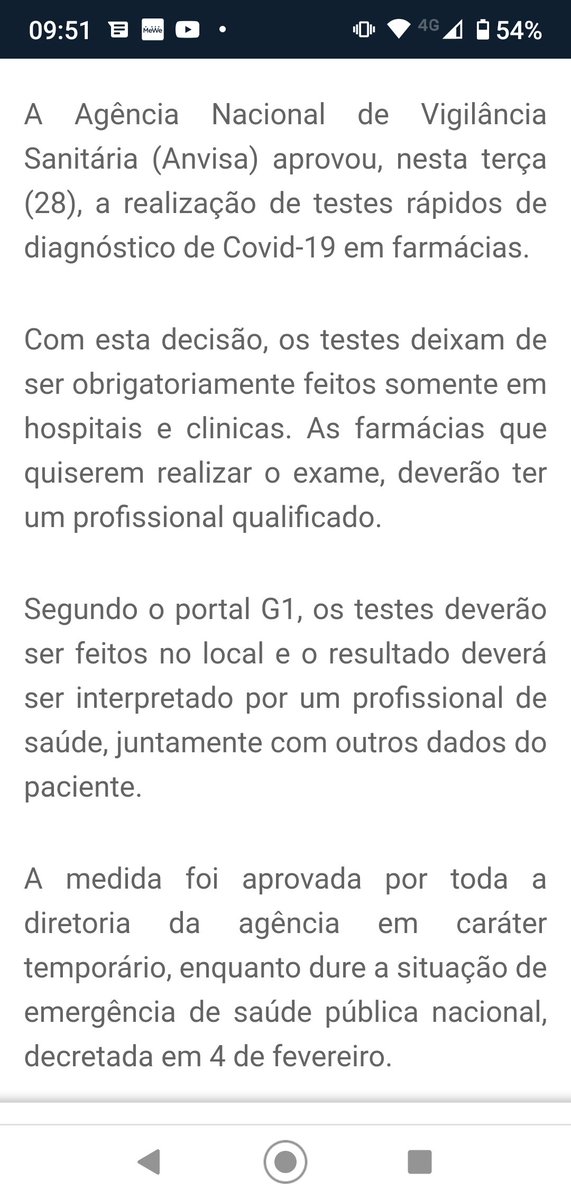 09:51 MeWe 4G 54%
A Agência Nacional de Vigilância
Sanitária (Anvisa) aprovou, nesta terça
(28), a realização de testes rápidos de
diagnóstico de Covid-19 em farmácias.
Com esta decisão, os testes deixam de
ser obrigatoriamente feitos somente em
hospitais e clinicas. As farmácias que
quiserem realizar o exame, deverão ter
um profissional qualificado.
Segundo o portal G1, os testes deverão
ser feitos no local e o resultado deverá
ser interpretado por um profissional de
saúde, juntamente com outros dados do
paciente.
A medida foi aprovada por toda a
diretoria da agência em caráter
temporário, enquanto dure a situação de
emergência de saúde pública nacional,
decretada em 4 de fevereiro.